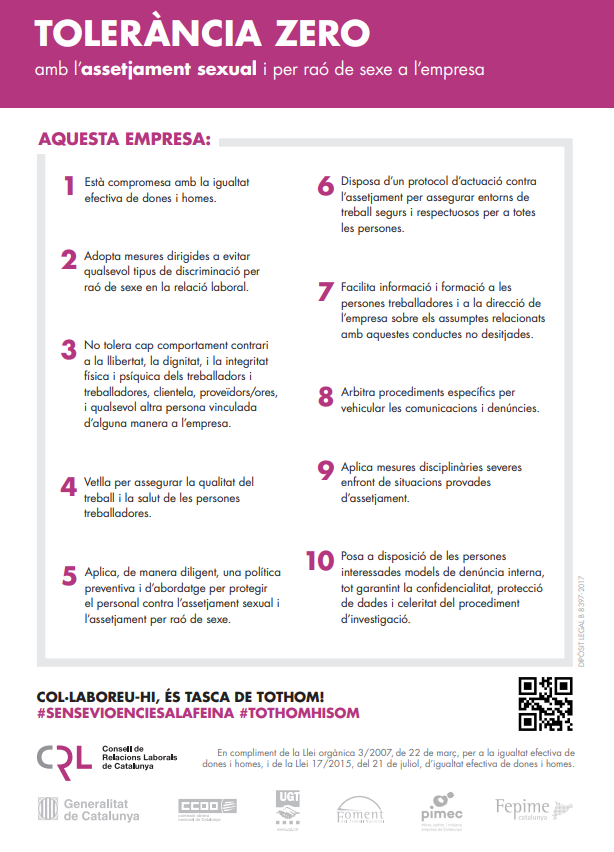 TOLERÀNCIA ZERO
amb l'assetjament sexual i per raó de sexe a l'empresa
AQUESTA EMPRESA:
1 Està compromesa amb la igualtat
efectiva de dones i homes.
2 Adopta mesures dirigides a evitar
qualsevol tipus de discriminació per
raó de sexe en la relació laboral.
3 No tolera cap comportament contrari
a la llibertat, la dignitat, i la integritat
física i psíquica dels treballadors i
treballadores, clientela, proveïdors/ores,
i qualsevol altra persona vinculada
d'alguna manera a l'empresa.
4 Vetlla per assegurar la qualitat del
treball i la salut de les persones
treballadores.
5 Aplica, de manera diligent, una política
preventiva i d'abordatge per protegir
el personal contra l'assetjament sexual i
l'assetjament per raó de sexe.
6 Disposa d'un protocol d'actuació contra
l'assetjament per assegurar entorns de
treball segurs i respectuosos per a totes
les persones.
7 Facilita informació i formació a les
persones treballadores i a la direcció de
l'empresa sobre els assumptes relacionats
amb aquestes conductes no desitjades.
8 Arbitra procediments específics per
vehicular les comunicacions i denúncies.
9 Aplica mesures disciplinàries severes
enfront de situacions provades
d'assetjament.
10 Posa a disposició de les persones
interessades models de denúncia interna,
tot garantint la confidencialitat, protecció
de dades i celeritat del procediment
d'investigació.
DIPÒSIT LEGAL B 8397-2017
COL·LABOREU-HI, ÉS TASCA DE TOTHOM!
#SENSEVIOENCIESALAFEINA #TOTHOMHISOM
CRL
Consell de
Relacions Laborals
de Catalunya
En compliment de la Llei orgànica 3/2007, de 22 de març, per a la igualtat efectiva de
dones i homes, i de la Llei 17/2015, del 21 de juliol, d'igualtat efectiva de dones i homes.
Generalitat
de Catalunya
CCOO
UGT
Foment
pimec
Fepime
catalunya